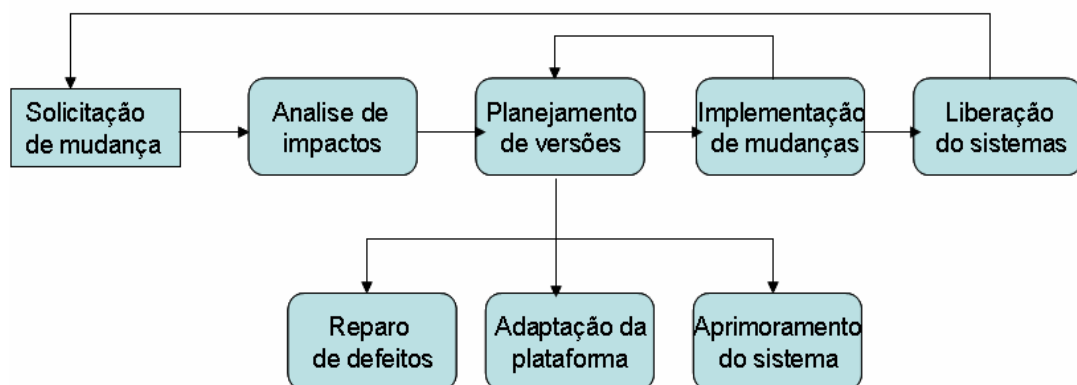 Solicitação
de mudança
Analise de
impactos
Planejamento
de versões
Implementação
de mudanças
Liberação
do sistemas
Reparo
de defeitos
Adaptação da
plataforma
Aprimoramento
do sistema